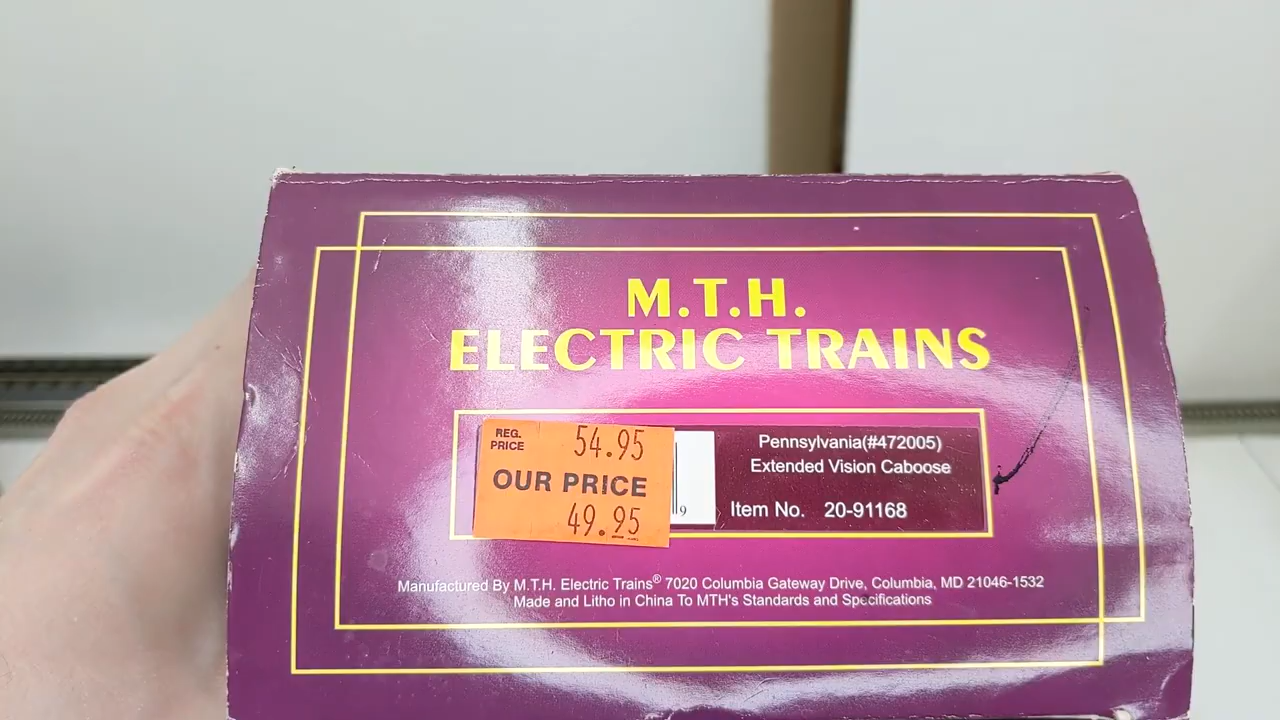 M.T.H.
ELECTRIC TRAINS
REG. PRICE 54.95
OUR PRICE
49.95
9
Pennsylvania(#472005)
Extended Vision Caboose
Item No. 20-91168
Manufactured By M.T.H. Electric Trains® 7020 Columbia Gateway Drive, Columbia, MD 21046-1532
Made and Litho in China To MTH's Standards and Specifications